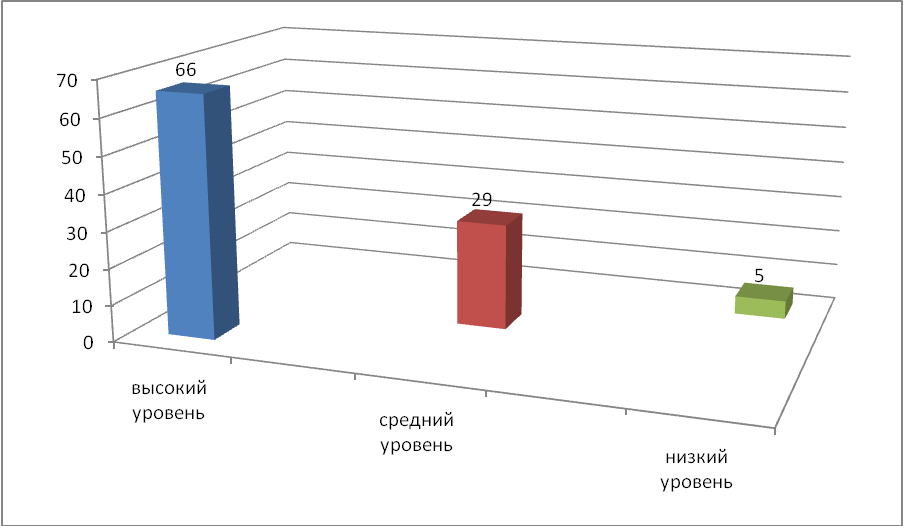 66
70
60
50
40
30
20
10
0
29
5
высокий
уровень
средний
уровень
низкий
уровень